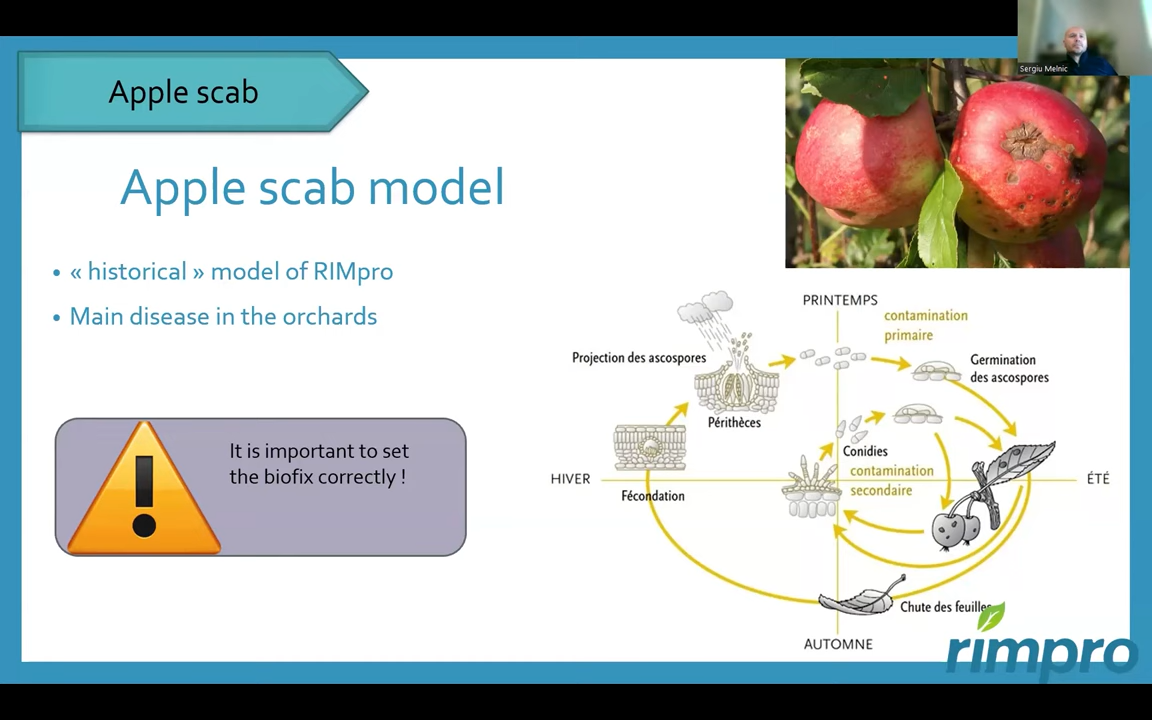 Sergiu Melnic
Apple scab
Apple scab model
• « historical » model of RIMpro
• Main disease in the orchards
It is important to set
the biofix correctly !
PRINTEMPS
contamination
primaire
Projection des ascospores
Germination
des ascospores
Périthèces
Conidies
contamination
secondaire
HIVER
ÉTÉ
Fécondation
Chute des feuilles
AUTOMNE
rimpro